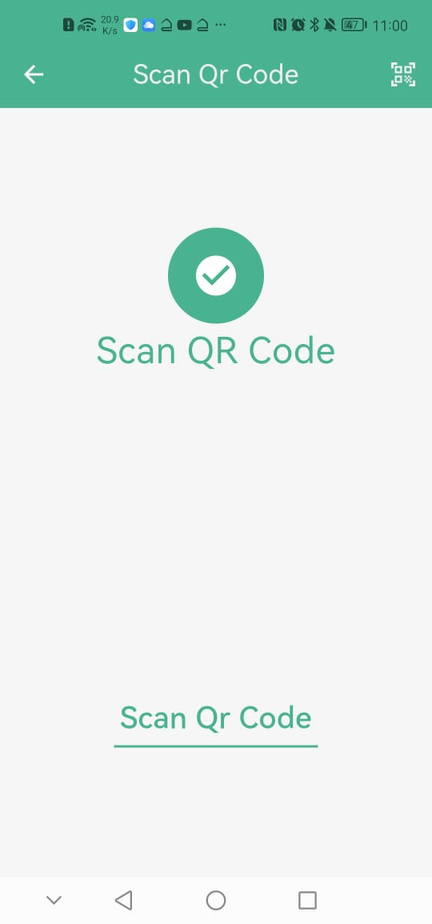 20.9
K/s
47
11:00
Scan Qr Code
Scan QR Code
Scan Qr Code